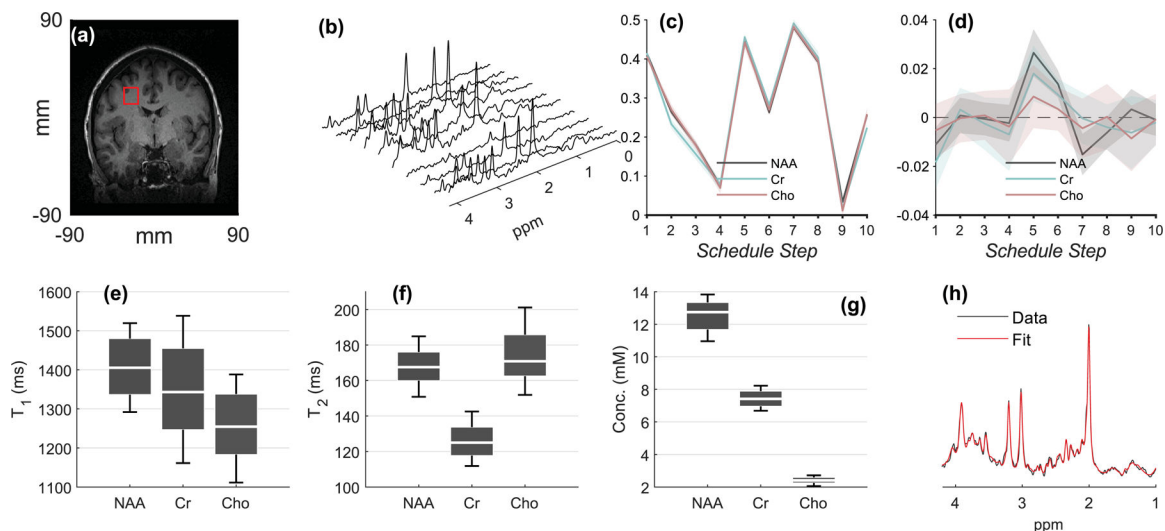 (a)
90
mm
-90
-90
mm
90
(b)
0
1
2
3
4
ppm
(c)
0.5
0.4
0.3
0.2
0.1
0
NAA
Cr
Cho
1 2 3 4 5 6 7 8 9 10
Schedule Step
(d)
0.04
0.02
0
-0.02
-0.04
NAA
Cr
Cho
1 2 3 4 5 6 7 8 9 10
Schedule Step
(e)
1600
1500
1400
1300
1200
1100
T1 (ms)
NAA Cr Cho
(f)
200
180
160
140
120
100
T2 (ms)
NAA Cr Cho
(g)
14
12
10
8
6
4
2
Conc. (mM)
NAA Cr Cho
(h)
Data
Fit
4 3 2 1
ppm